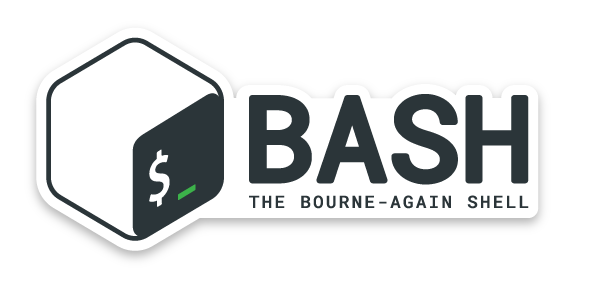 $_
BASH
THE BOURNE-AGAIN SHELL